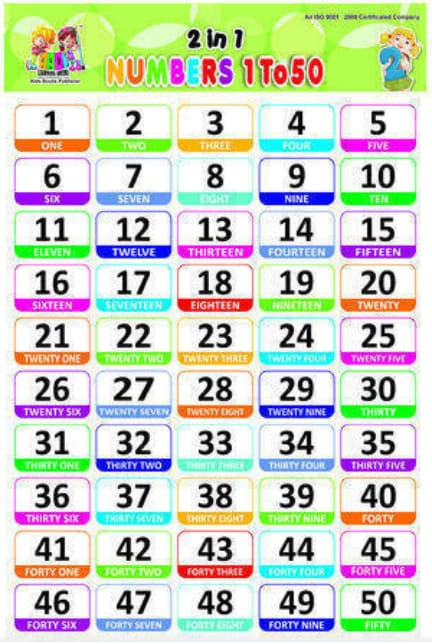 An ISO 9001 : 2008 Certificated Company
2 in 1
NUMBERS 1To50
Kids Books Publisher
2
1 2 3 4 5
ONE TWO THREE FOUR FIVE
6 7 8 9 10
SIX SEVEN EIGHT NINE TEN
11 12 13 14 15
ELEVEN TWELVE THIRTEEN FOURTEEN FIFTEEN
16 17 18 19 20
SIXTEEN SEVENTEEN EIGHTEEN NINETEEN TWENTY
21 22 23 24 25
TWENTY ONE TWENTY TWO TWENTY THREE TWENTY FOUR TWENTY FIVE
26 27 28 29 30
TWENTY SIX TWENTY SEVEN TWENTY EIGHT TWENTY NINE THIRTY
31 32 33 34 35
THIRTY ONE THIRTY TWO THIRTY THREE THIRTY FOUR THIRTY FIVE
36 37 38 39 40
THIRTY SIX THIRTY SEVEN THIRTY EIGHT THIRTY NINE FORTY
41 42 43 44 45
FORTY ONE FORTY TWO FORTY THREE FORTY FOUR FORTY FIVE
46 47 48 49 50
FORTY SIX FORTY SEVEN FORTY EIGHT FORTY NINE FIFTY